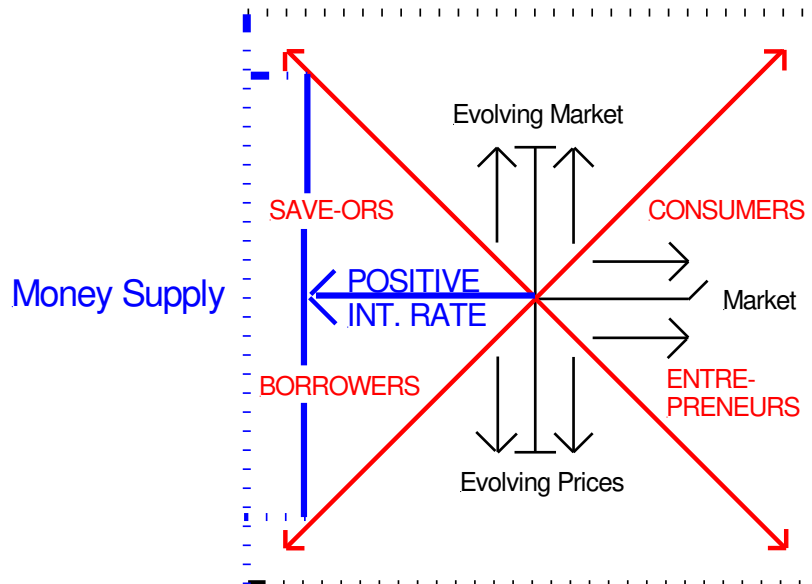 Evolving Market
SAVE-ORS
CONSUMERS
Money Supply
POSITIVE
INT. RATE
Market
BORROWERS
ENTRE-
PRENEURS
Evolving Prices